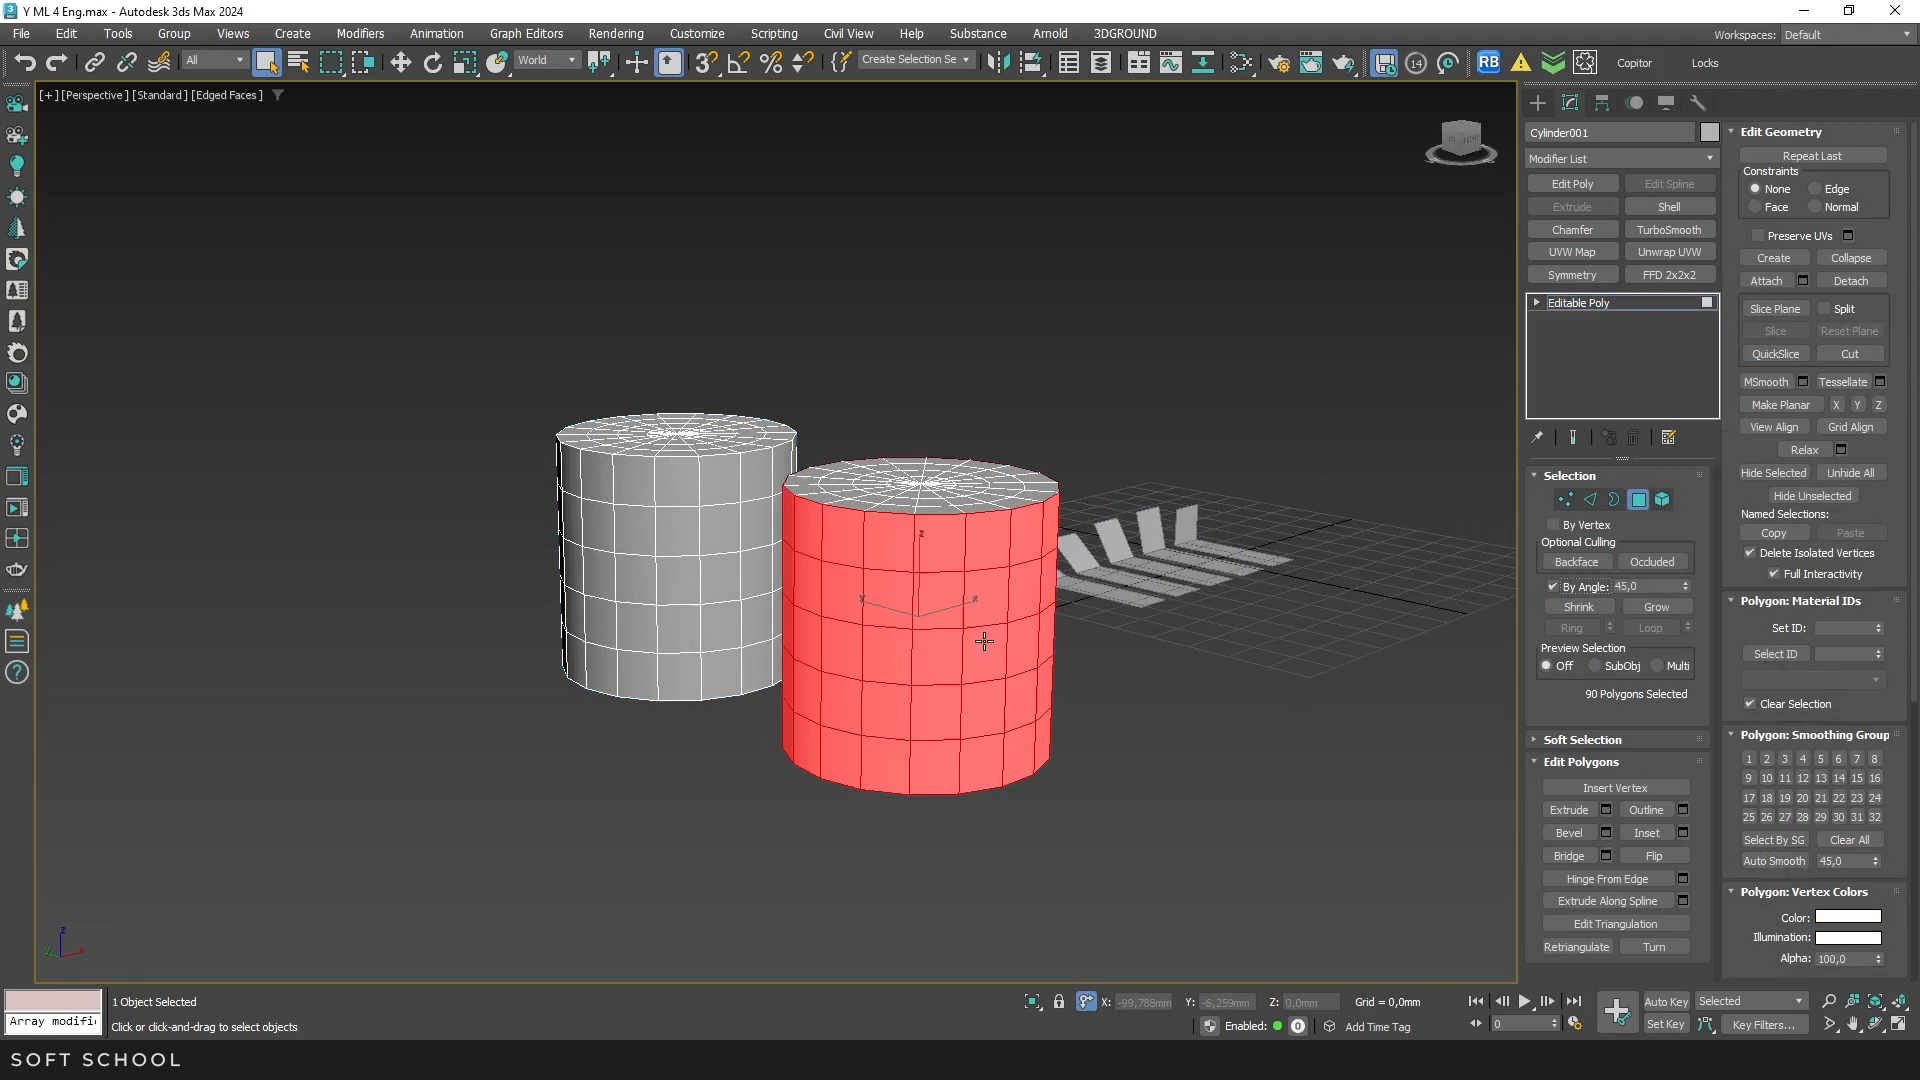 Y ML 4 Eng.max - Autodesk 3ds Max 2024
File Edit Tools Group Views Create Modifiers Animation Graph Editors Rendering Customize Scripting Civil View Help Substance Arnold 3DGROUND
Workspaces: Default
All World Create Selection Se 14 RB Copitor Locks
[+] [Perspective] [Standard] [Edged Faces]
Cylinder001
Modifier List
Edit Poly Edit Spline
Extrude Shell
Chamfer TurboSmooth
UVW Map Unwrap UVW
Symmetry FFD 2x2x2
Editable Poly
Selection
By Vertex
Optional Culling
Backface Occluded
By Angle: 45,0
Shrink Grow
Ring Loop
Preview Selection
Off SubObj Multi
90 Polygons Selected
Soft Selection
Edit Polygons
Insert Vertex
Extrude Outline
Bevel Inset
Bridge Flip
Hinge From Edge
Extrude Along Spline
Edit Triangulation
Retriangulate Turn
Edit Geometry
Repeat Last
Constraints
None Edge
Face Normal
Preserve UVs
Create Collapse
Attach Detach
Slice Plane Split
Slice Reset Plane
QuickSlice Cut
MSmooth Tessellate
Make Planar X Y Z
View Align Grid Align
Relax
Hide Selected Unhide All
Hide Unselected
Named Selections:
Copy Paste
Delete Isolated Vertices
Full Interactivity
Polygon: Material IDs
Set ID:
Select ID
Clear Selection
Polygon: Smoothing Group
1 2 3 4 5 6 7 8
9 10 11 12 13 14 15 16
17 18 19 20 21 22 23 24
25 26 27 28 29 30 31 32
Select By SG Clear All
Auto Smooth 45,0
Polygon: Vertex Colors
Color:
Illumination:
Alpha: 100,0
z
y x
z
y x
1 Object Selected
Array modifi
Click or click-and-drag to select objects
X: -99,788mm Y: -6,259mm Z: 0,0mm Grid = 0,0mm
Enabled: 0 Add Time Tag
0
Auto Key Selected
Set Key Key Filters...
SOFT SCHOOL